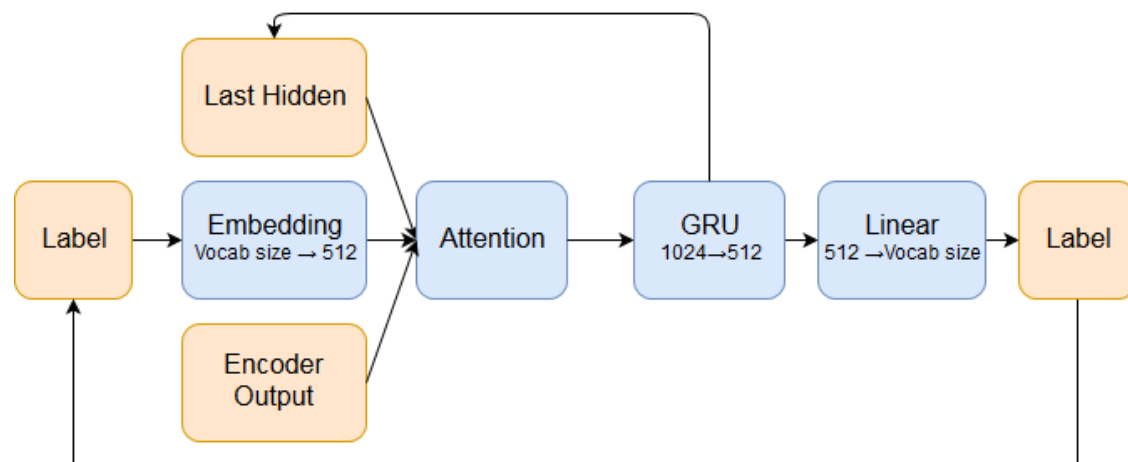 Last Hidden
Label
Embedding
Vocab size → 512
Attention
GRU
1024→512
Linear
512 →Vocab size
Label
Encoder
Output